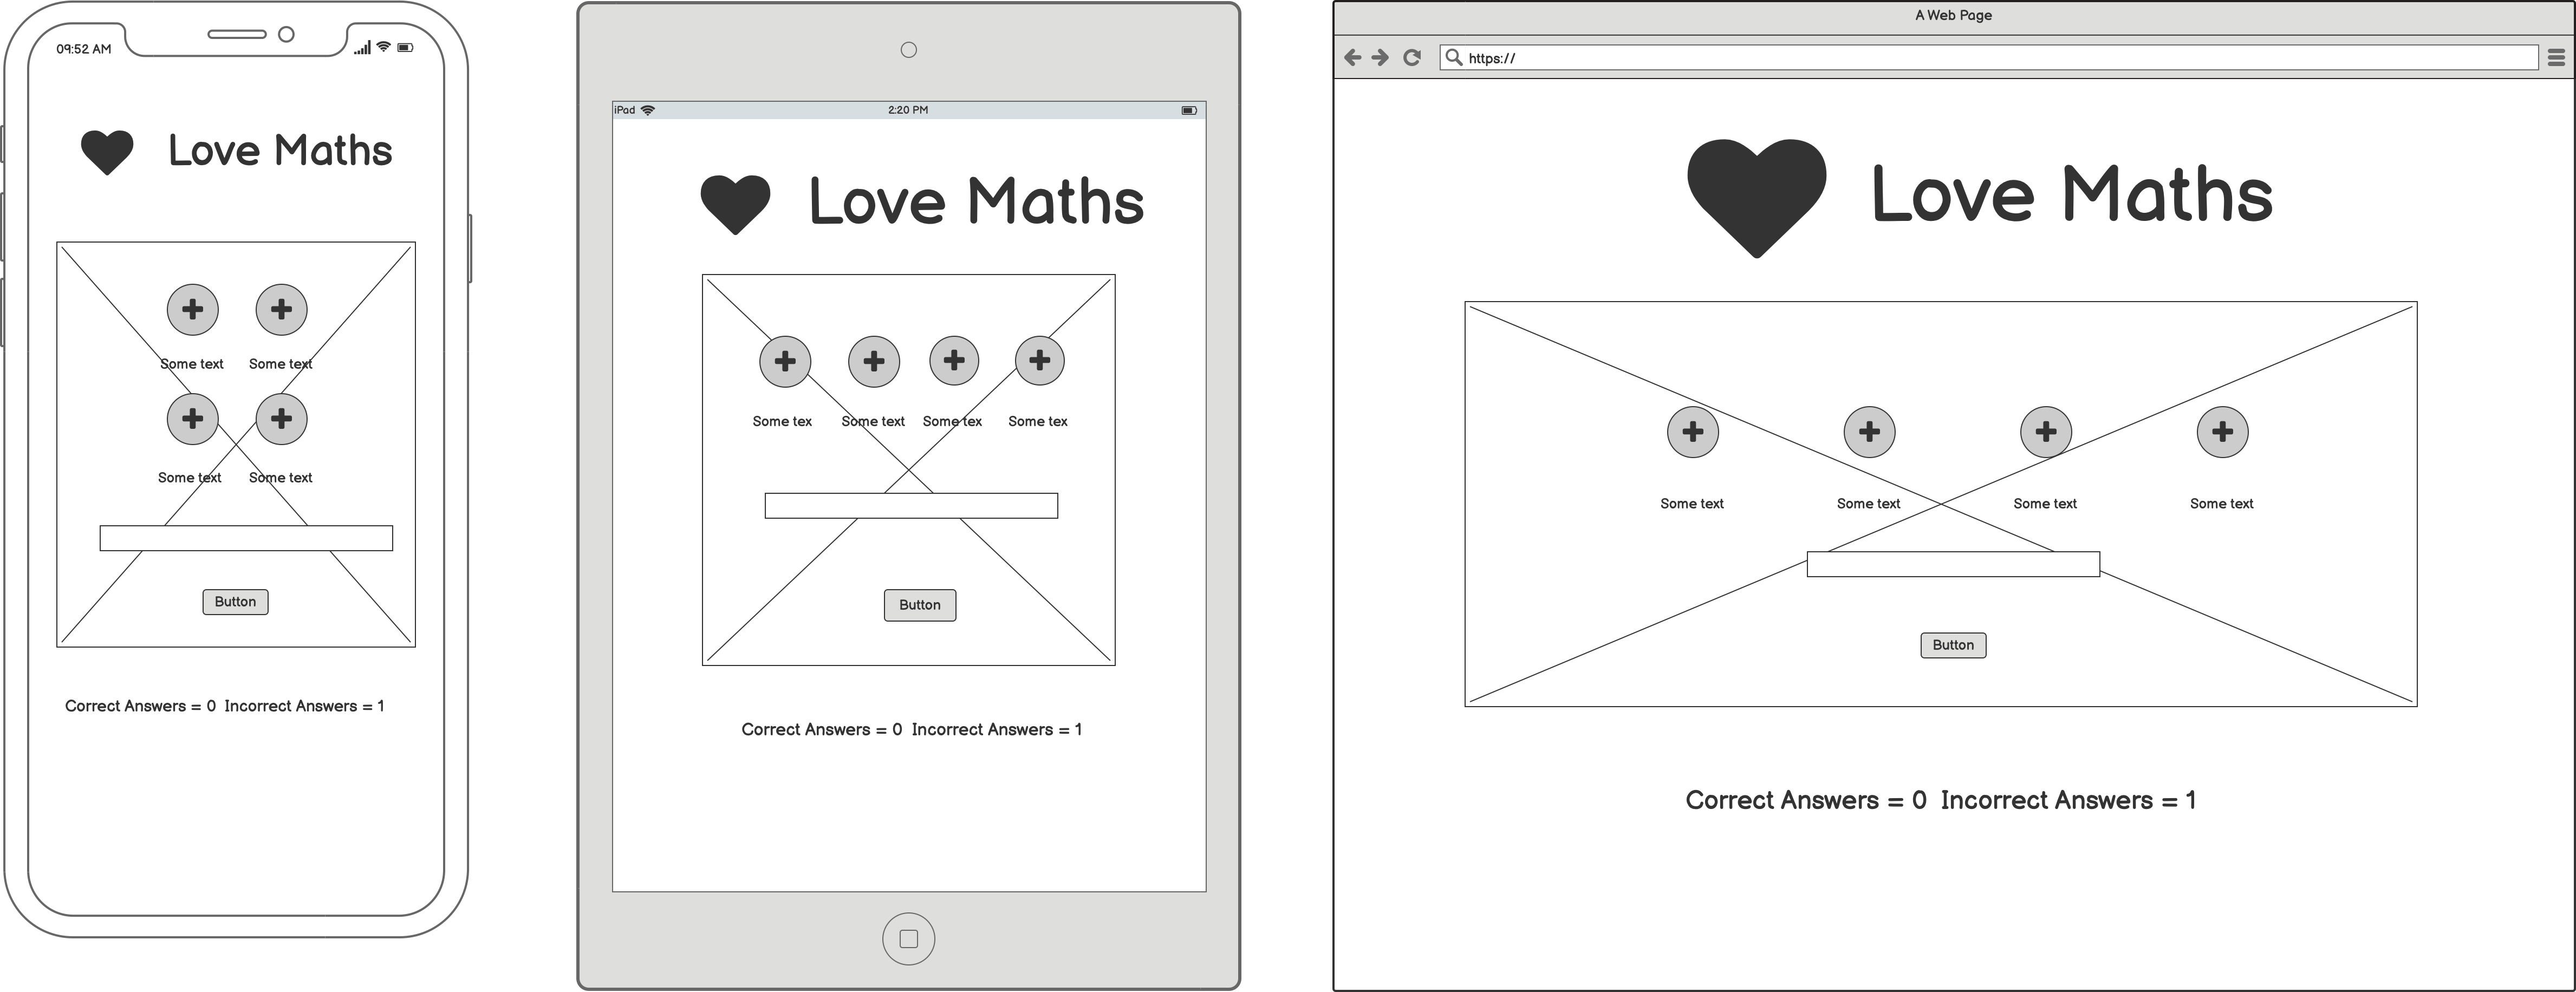 09:52 AM
Love Maths
Some text Some text
Some text Some text
Button
Correct Answers = 0 Incorrect Answers = 1
iPad 2:20 PM
Love Maths
Some tex Some text Some tex Some tex
Button
Correct Answers = 0 Incorrect Answers = 1
A Web Page
https://
Love Maths
Some text Some text Some text Some text
Button
Correct Answers = 0 Incorrect Answers = 1